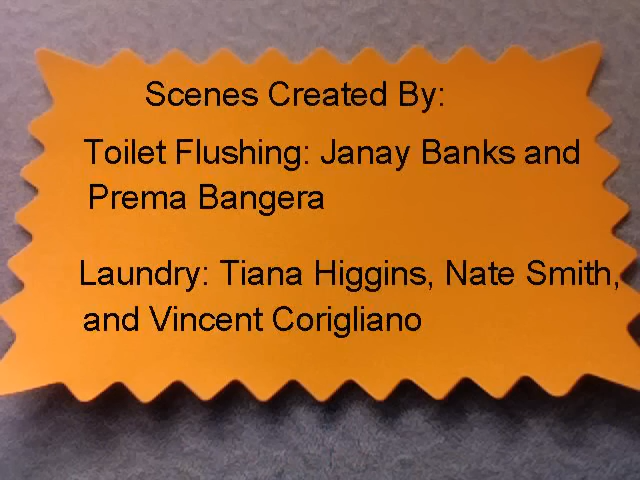 Scenes Created By:
Toilet Flushing: Janay Banks and
Prema Bangera
Laundry: Tiana Higgins, Nate Smith,
and Vincent Corigliano